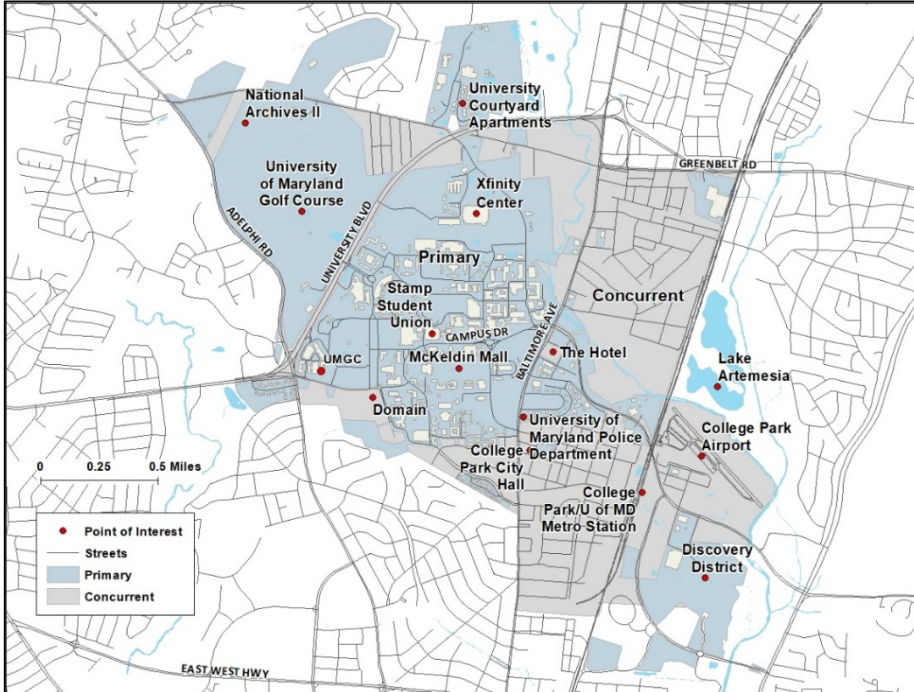 National
Archives II
University
Courtyard
Apartments
GREENBELT RD
University
of Maryland
Golf Course
Xfinity
Center
ADELPHI RD
UNIVERSITY BLVD
Primary
Concurrent
Stamp
Student
Union
CAMPUS DR
BALTIMORE AVE
McKeldin Mall
The Hotel
UMGC
Lake
Artemesia
Domain
University of
Maryland Police
Department
College
Park City
Hall
College Park
Airport
0 0.25 0.5 Miles
College
Park/U of MD
Metro Station
Discovery
District
Point of Interest
Streets
Primary
Concurrent
EAST WEST HWY